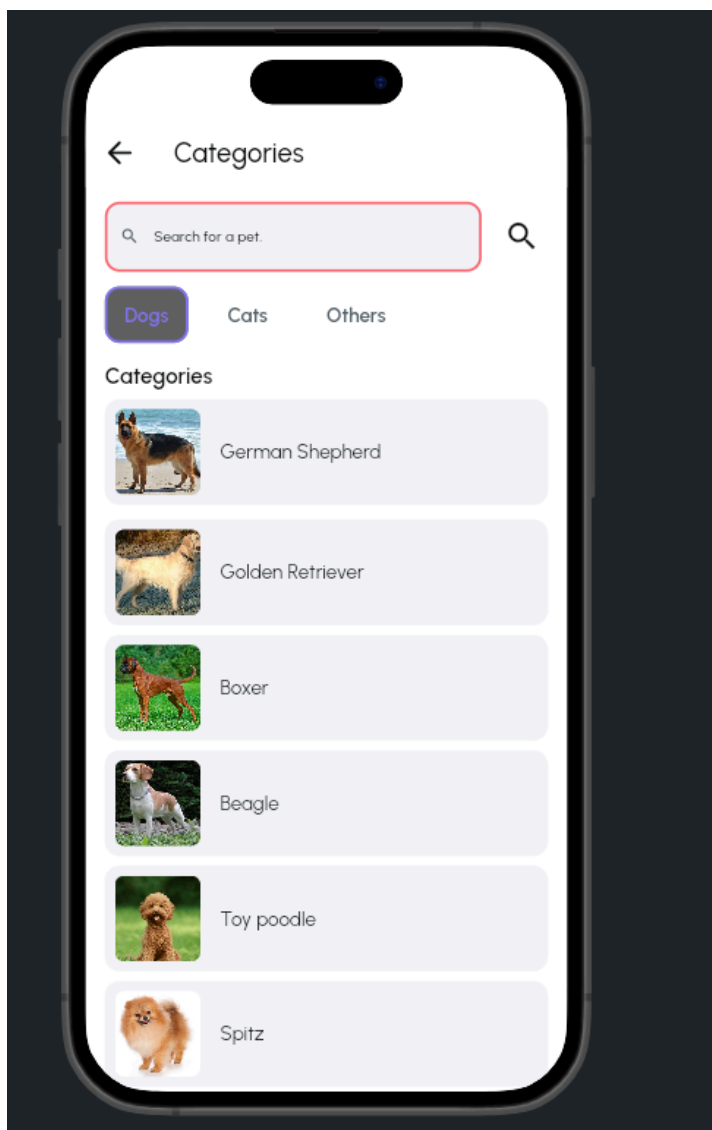 Categories
Search for a pet.
Dogs Cats Others
Categories
German Shepherd
Golden Retriever
Boxer
Beagle
Toy poodle
Spitz